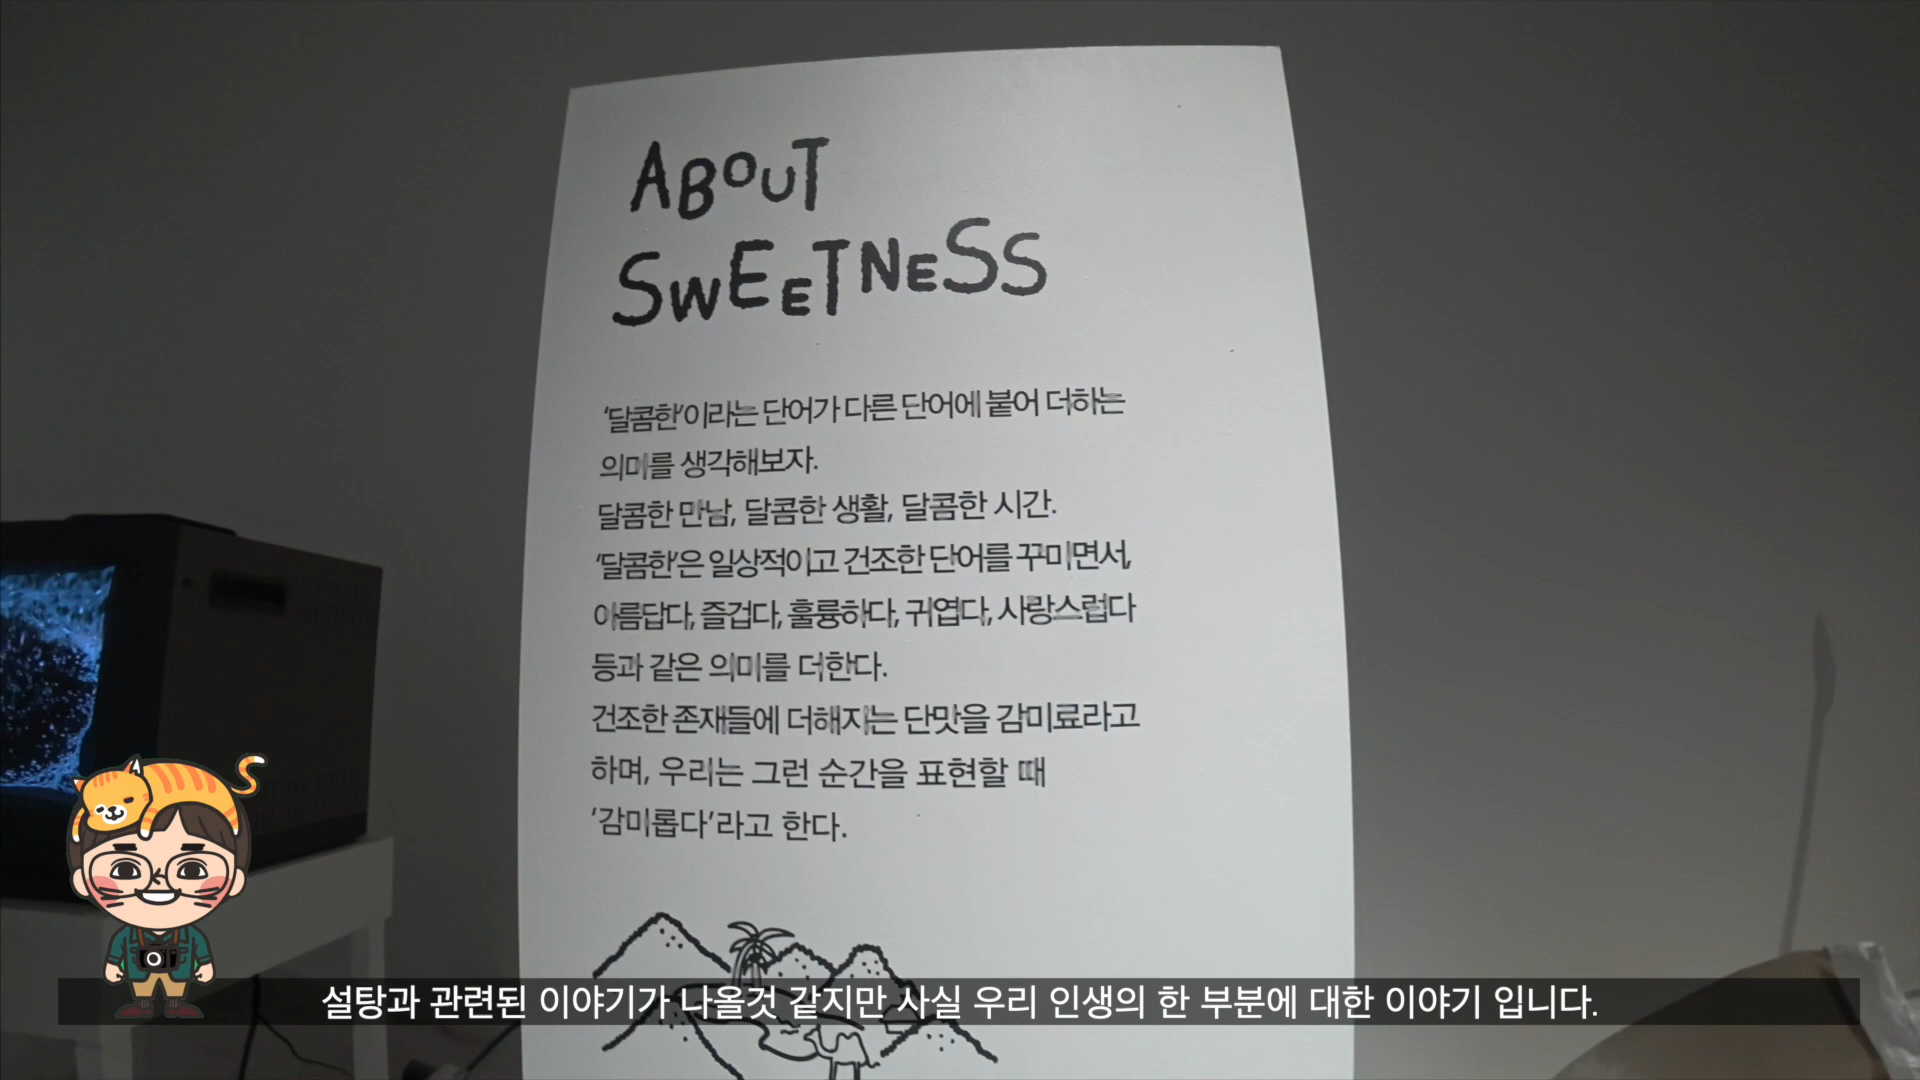 ABOUT
SWEETNESS
‘달콤한’이라는 단어가 다른 단어에 붙어 더하는
의미를 생각해보자.
달콤한 만남, 달콤한 생활, 달콤한 시간.
‘달콤한’은 일상적이고 건조한 단어를 꾸미면서,
아름답다, 즐겁다, 훌륭하다, 귀엽다, 사랑스럽다
등과 같은 의미를 더한다.
건조한 존재들에 더해지는 단맛을 감미료라고
하며, 우리는 그런 순간을 표현할 때
‘감미롭다’라고 한다.
설탕과 관련된 이야기가 나올것 같지만 사실 우리 인생의 한 부분에 대한 이야기 입니다.